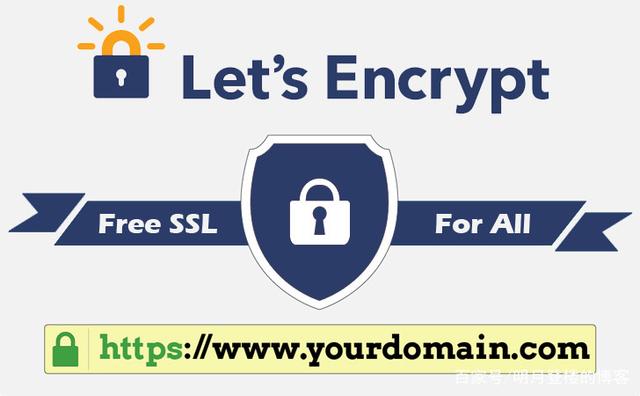 Let's Encrypt
Free SSL
For All
https://www.yourdomain.com
百家号/明月登楼的博客